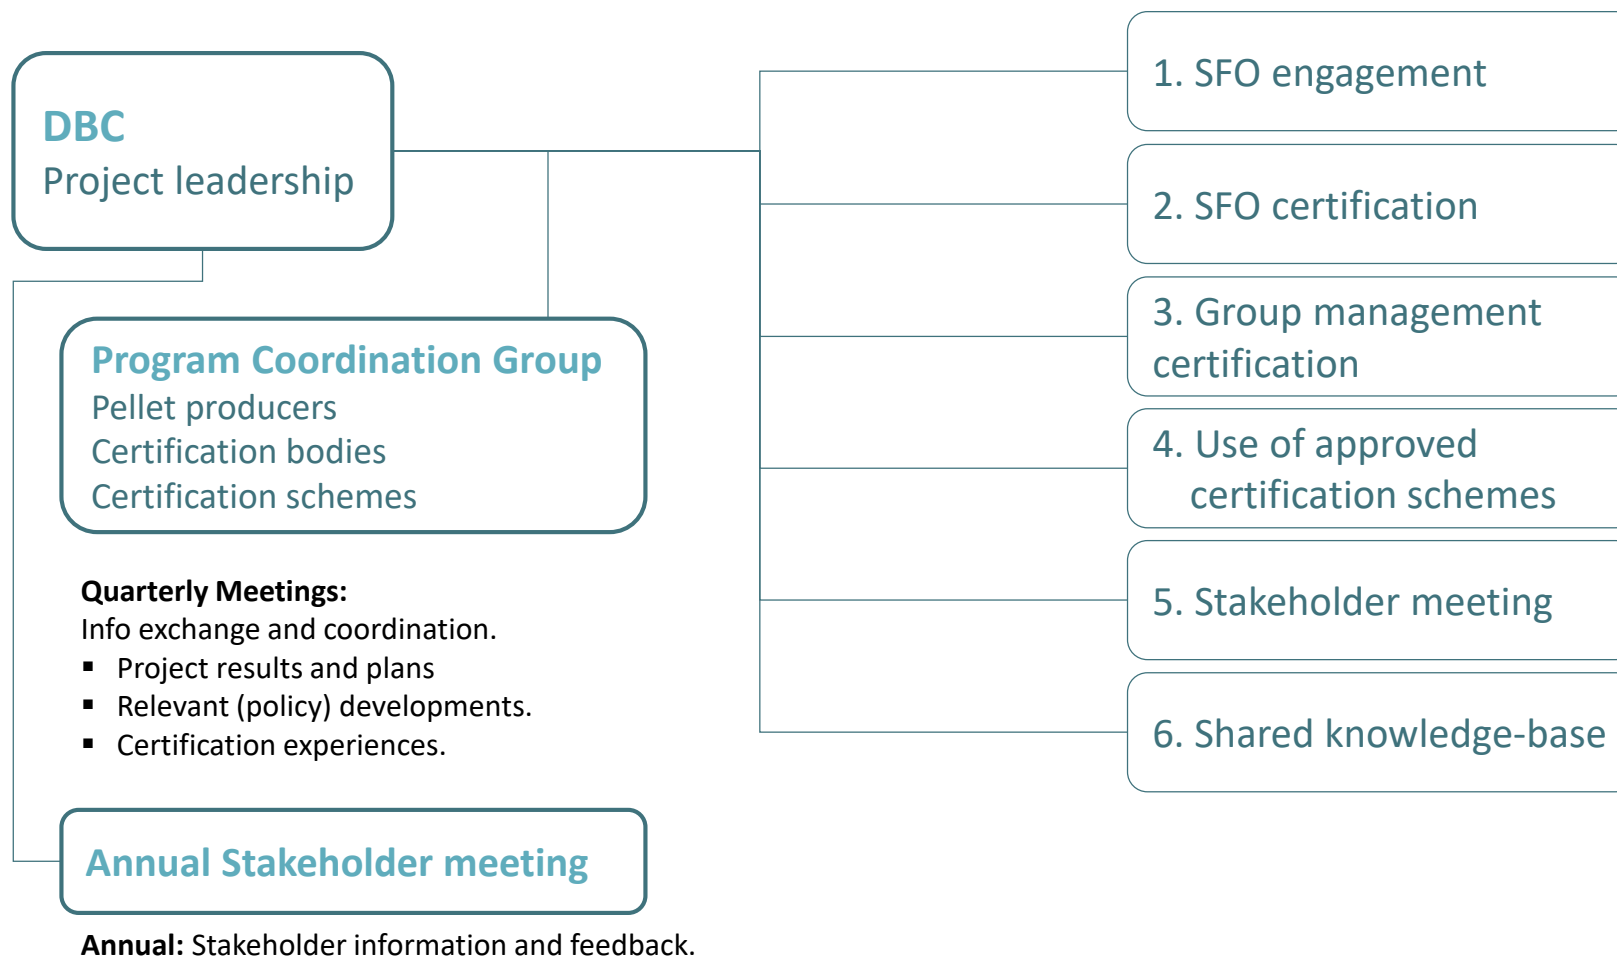 DBC
Project leadership
Program Coordination Group
Pellet producers
Certification bodies
Certification schemes
Quarterly Meetings:
Info exchange and coordination.
▪ Project results and plans
▪ Relevant (policy) developments.
▪ Certification experiences.
Annual Stakeholder meeting
Annual: Stakeholder information and feedback.
1. SFO engagement
2. SFO certification
3. Group management
certification
4. Use of approved
certification schemes
5. Stakeholder meeting
6. Shared knowledge-base